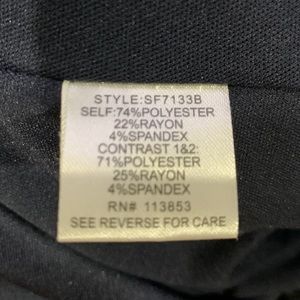 STYLE:SF7133B
SELF:74%POLYESTER
22%RAYON
4%SPANDEX
CONTRAST 1&2:
71%POLYESTER
25%RAYON
4%SPANDEX
RN# 113853
SEE REVERSE FOR CARE